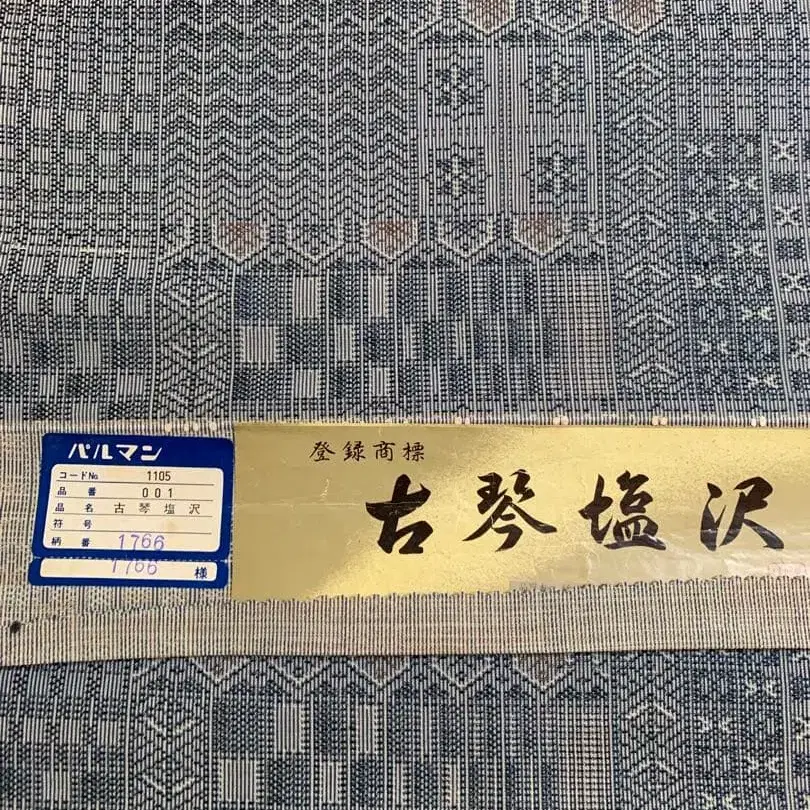 パルマン
コードNo. 1105
品番 001
品名 古琴塩沢
符号
柄番 1766
1766 様
登録商標
古琴塩沢